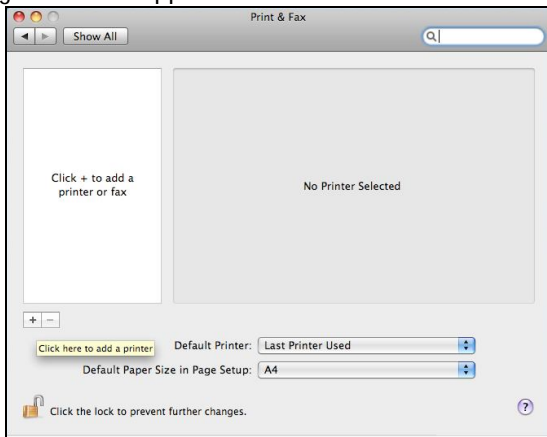 Print & Fax
Show All
Click + to add a
printer or fax
No Printer Selected
+ −
Click here to add a printer
Default Printer: Last Printer Used
Default Paper Size in Page Setup: A4
Click the lock to prevent further changes.
?